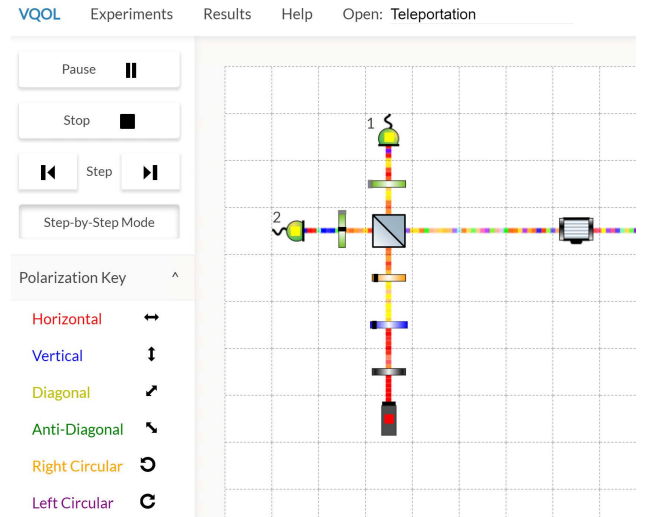 VQOL Experiments Results Help Open: Teleportation
Pause
Stop
Step
Step-by-Step Mode
Polarization Key ^
Horizontal
Vertical
Diagonal
Anti-Diagonal
Right Circular
Left Circular
1
2